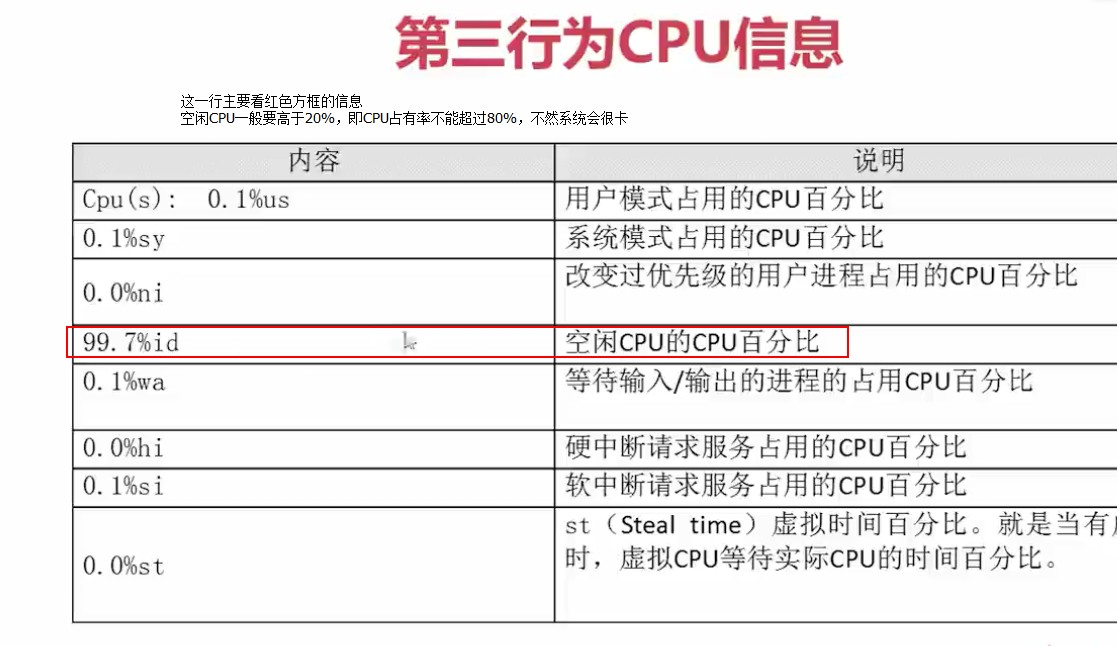 第三行为CPU信息
这一行主要看红色方框的信息
空闲CPU一般要高于20%，即CPU占有率不能超过80%，不然系统会很卡
内容 说明
Cpu(s): 0.1%us 用户模式占用的CPU百分比
0.1%sy 系统模式占用的CPU百分比
0.0%ni 改变过优先级的用户进程占用的CPU百分比
99.7%id 空闲CPU的CPU百分比
0.1%wa 等待输入/输出的进程的占用CPU百分比
0.0%hi 硬中断请求服务占用的CPU百分比
0.1%si 软中断请求服务占用的CPU百分比
0.0%st st（Steal time）虚拟时间百分比。就是当有
时，虚拟CPU等待实际CPU的时间百分比。